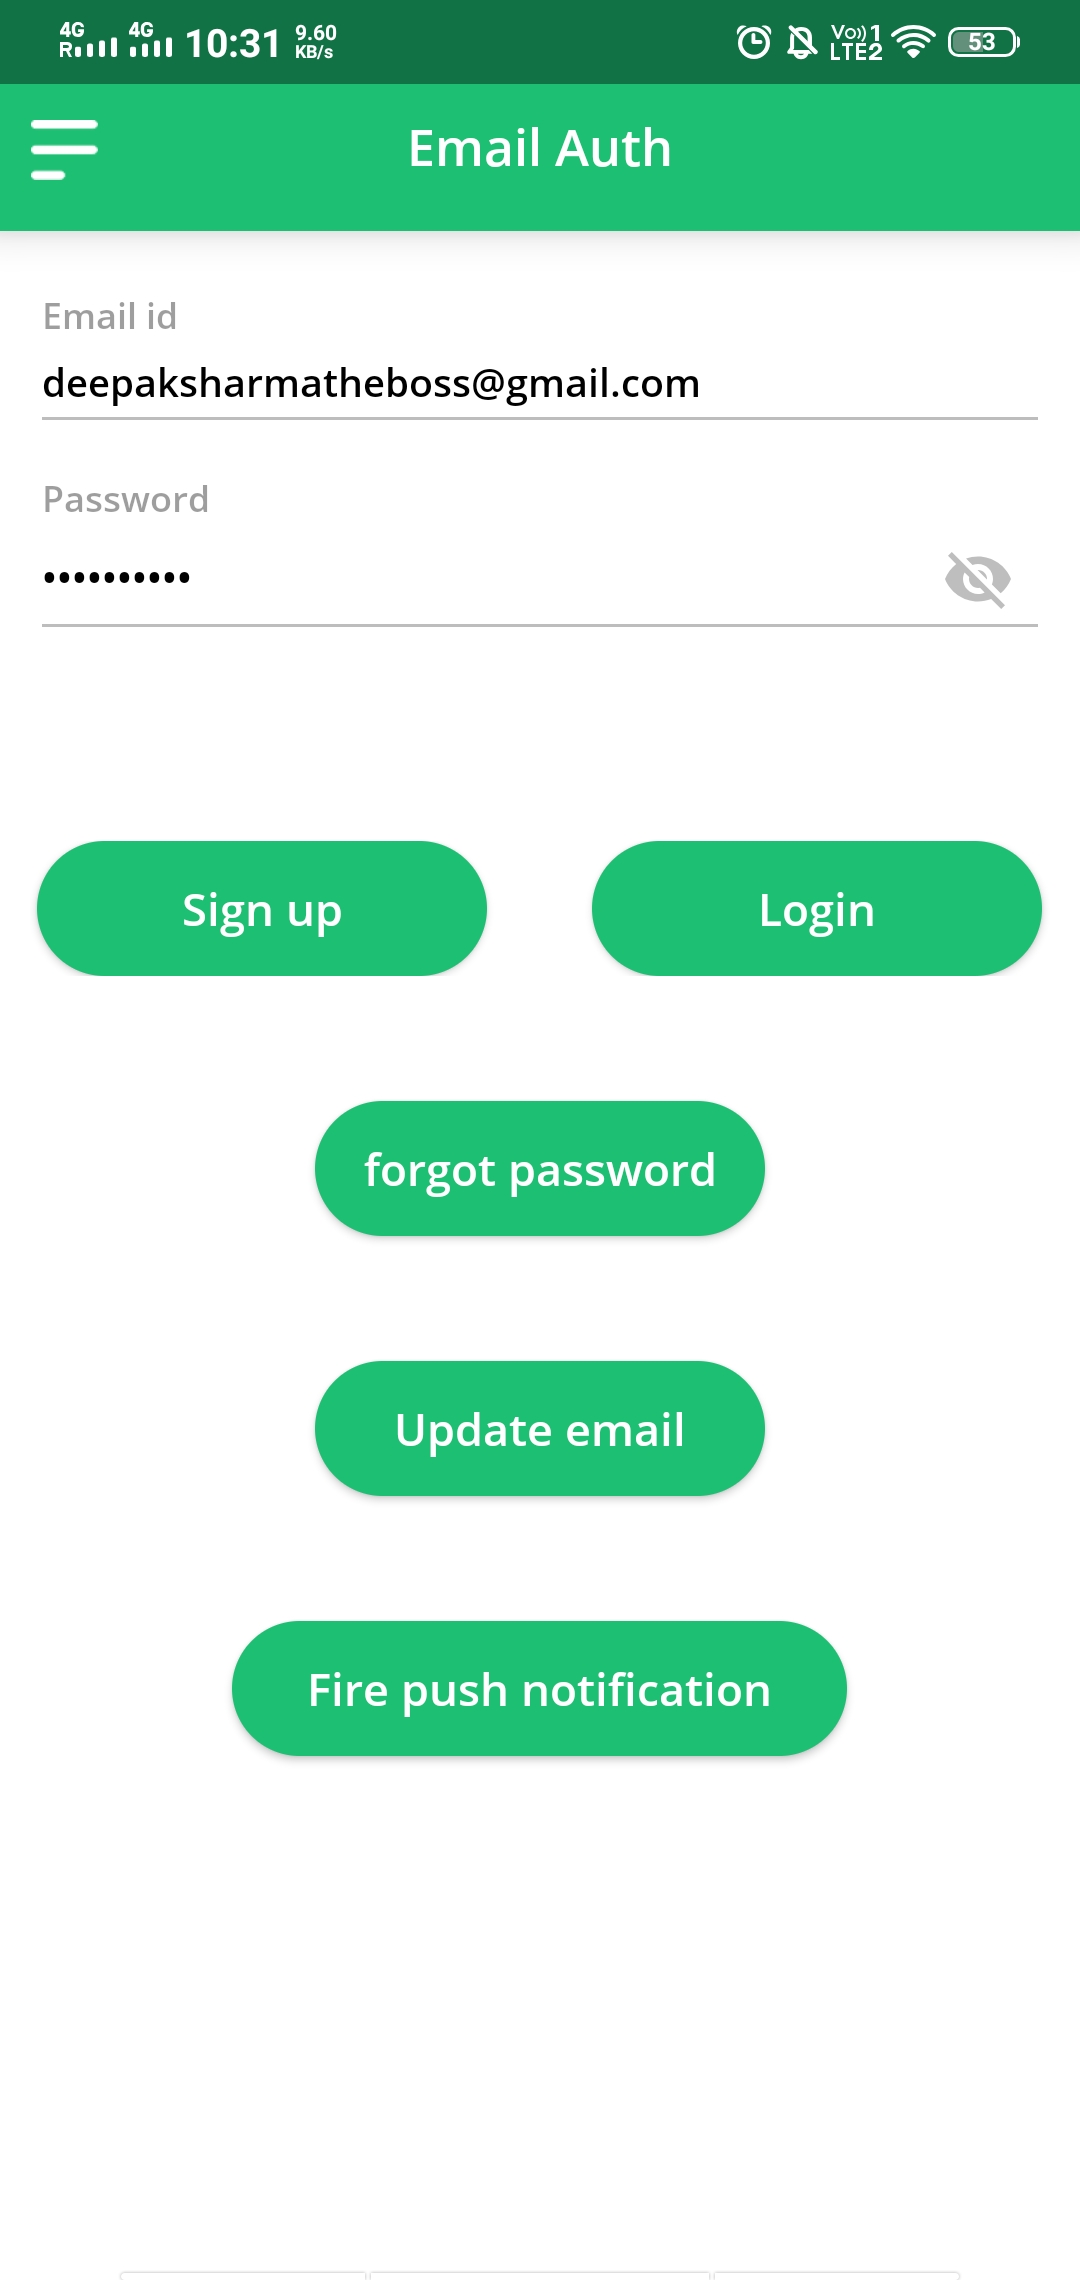 4G 4G 10:31 9.60 Vo)) 1
R KB/s LTE2 53
Email Auth
Email id
deepaksharmatheboss@gmail.com
Password
••••••••••
Sign up Login
forgot password
Update email
Fire push notification